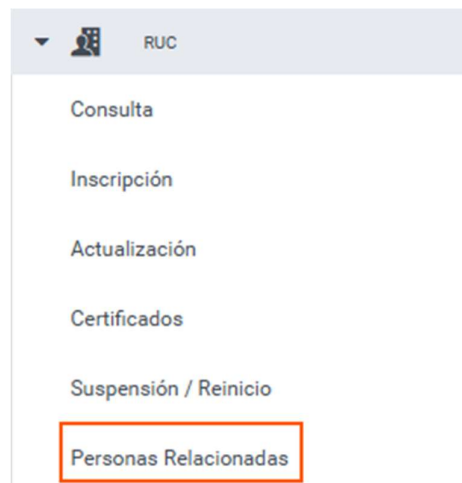 RUC
Consulta
Inscripción
Actualización
Certificados
Suspensión / Reinicio
Personas Relacionadas